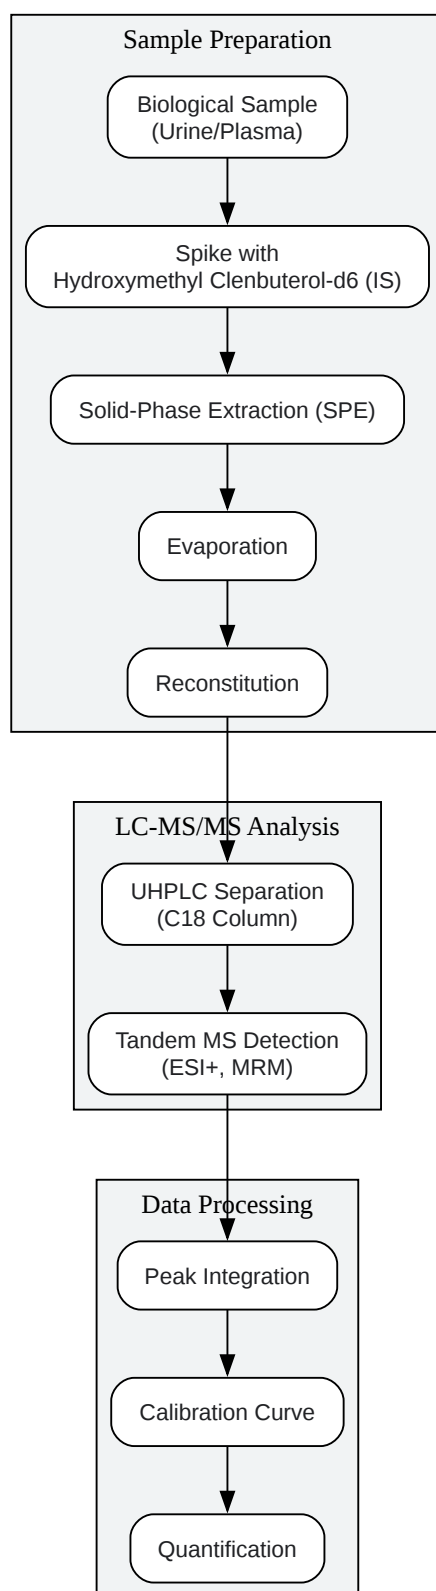 Sample Preparation
Biological Sample
(Urine/Plasma)
Spike with
Hydroxymethyl Clenbuterol-d6 (IS)
Solid-Phase Extraction (SPE)
Evaporation
Reconstitution
LC-MS/MS Analysis
UHPLC Separation
(C18 Column)
Tandem MS Detection
(ESI+, MRM)
Data Processing
Peak Integration
Calibration Curve
Quantification